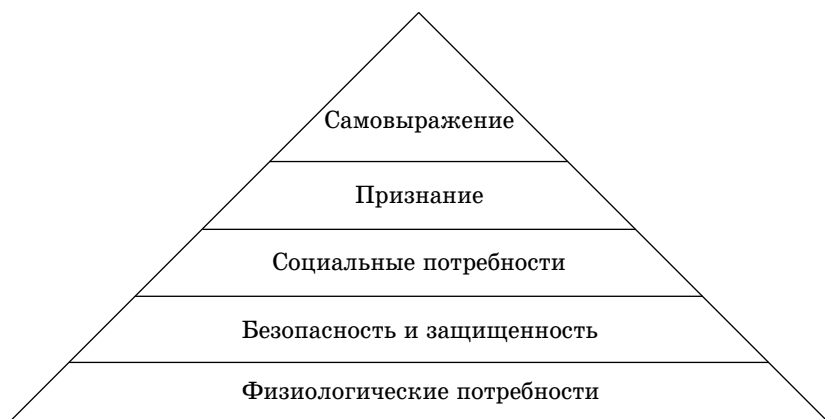 Самовыражение
Признание
Социальные потребности
Безопасность и защищенность
Физиологические потребности